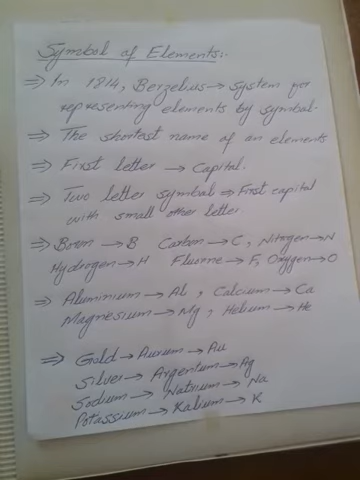 Symbol of Elements:
⇒ In 1814, Berzelius → system for
representing elements by symbol.
⇒ The shortest name of an elements
⇒ First letter → Capital.
⇒ Two letter symbol ⇒ First capital
with small other letter.
⇒ Boron → B Carbon → C, Nitrogen → N
Hydrogen → H Fluorine → F, Oxygen → O
⇒ Aluminium → Al, Calcium → Ca
Magnesium → Mg, Helium → He
⇒ Gold → Aurum → Au
Silver → Argentum → Ag
Sodium → Natrium → Na
Potassium → Kalium → K